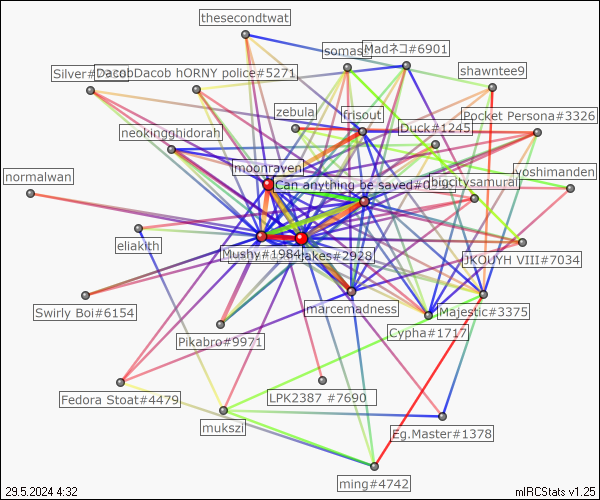 thesecondtwat
somas
Madネコ#6901
Silver#
DacobDacob hORNY police#5271
shawntee9
zebula
frisout
Pocket Persona#3326
Duck#1245
neokingghidorah
moonraven
yoshimanden
normalwan
Can anything be saved#0
bigcitysamurai
eliakith
Mushy#1984
takes#2928
JKOUYH VIII#7034
Swirly Boi#6154
marcemadness
Majestic#3375
Cypha#1717
Pikabro#9971
Fedora Stoat#4479
LPK2387 #7690
mukszi
Eg.Master#1378
ming#4742
29.5.2024 4:32
mIRCStats v1.25